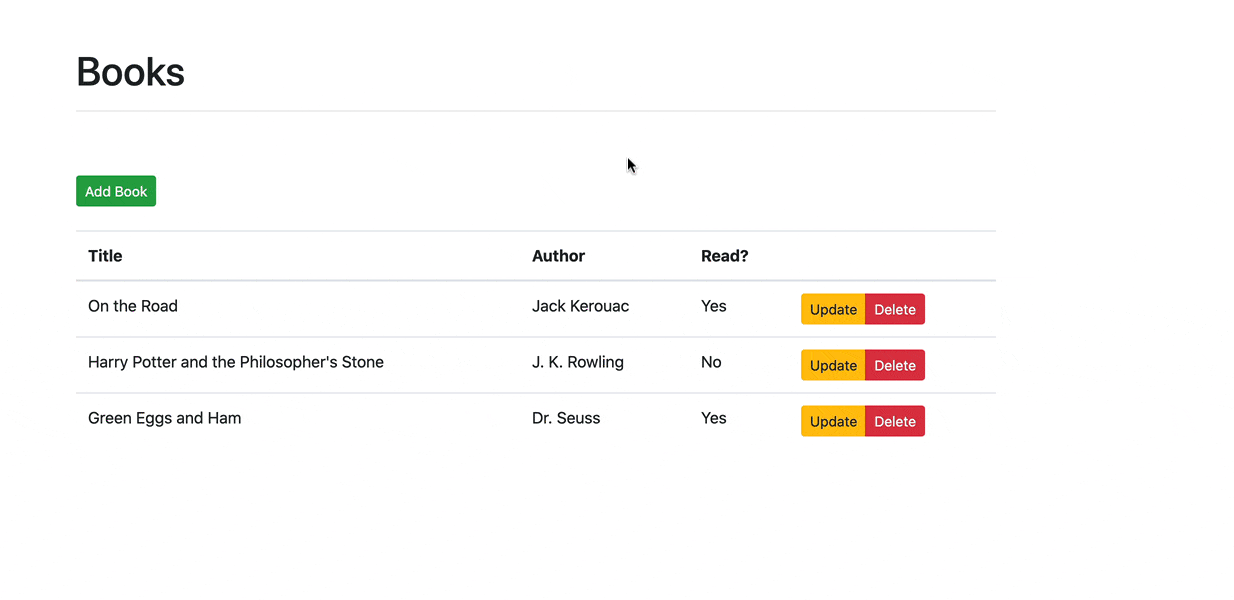 Books
Add Book
Title Author Read?
On the Road Jack Kerouac Yes Update Delete
Harry Potter and the Philosopher's Stone J. K. Rowling No Update Delete
Green Eggs and Ham Dr. Seuss Yes Update Delete